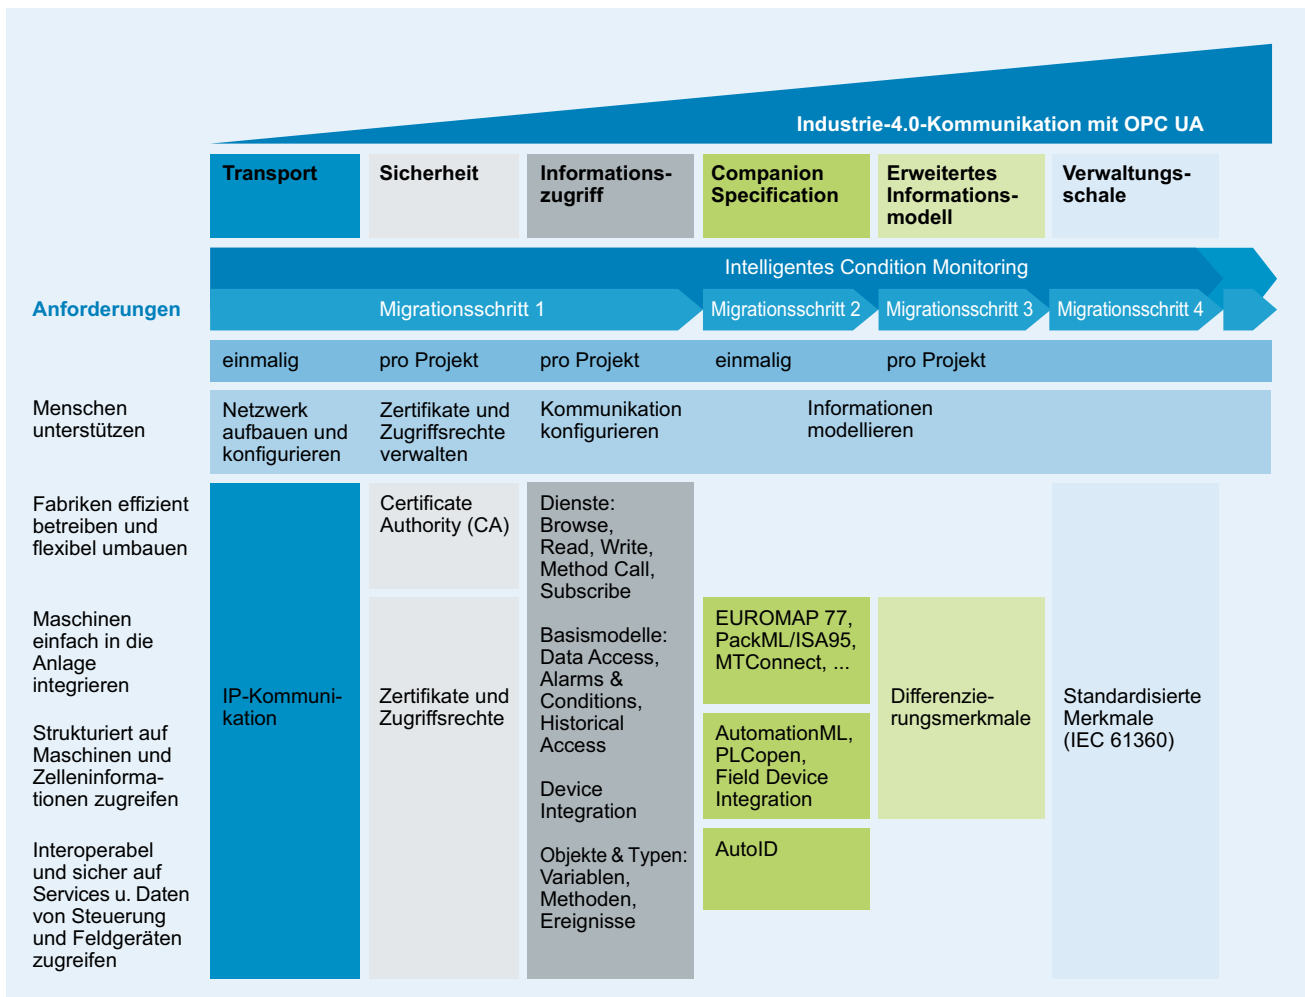 Industrie-4.0-Kommunikation mit OPC UA
Transport
Sicherheit
Informations-
zugriff
Companion
Specification
Erweitertes
Informations-
modell
Verwaltungs-
schale
Intelligentes Condition Monitoring
Anforderungen
Migrationsschritt 1
Migrationsschritt 2
Migrationsschritt 3
Migrationsschritt 4
einmalig
pro Projekt
pro Projekt
einmalig
pro Projekt
Menschen
unterstützen
Netzwerk
aufbauen und
konfigurieren
Zertifikate und
Zugriffsrechte
verwalten
Kommunikation
konfigurieren
Informationen
modellieren
Fabriken effizient
betreiben und
flexibel umbauen
Maschinen
einfach in die
Anlage
integrieren
Strukturiert auf
Maschinen und
Zelleninforma-
tionen zugreifen
Interoperabel
und sicher auf
Services u. Daten
von Steuerung
und Feldgeräten
zugreifen
IP-Kommuni-
kation
Certificate
Authority (CA)
Zertifikate und
Zugriffsrechte
Dienste:
Browse,
Read, Write,
Method Call,
Subscribe
Basismodelle:
Data Access,
Alarms &
Conditions,
Historical
Access
Device
Integration
Objekte & Typen:
Variablen,
Methoden,
Ereignisse
EUROMAP 77,
PackML/ISA95,
MTConnect, ...
AutomationML,
PLCopen,
Field Device
Integration
AutoID
Differenzie-
rungsmerkmale
Standardisierte
Merkmale
(IEC 61360)